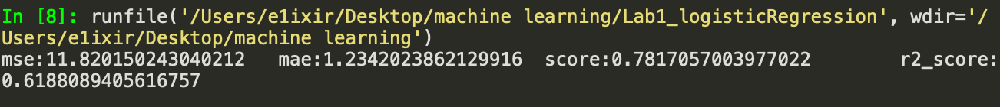 In [8]: runfile('/Users/e1ixir/Desktop/machine learning/Lab1_logisticRegression', wdir='/
Users/e1ixir/Desktop/machine learning')
mse:11.820150243040212   mae:1.2342023862129916  score:0.7817057003977022        r2_score:
0.6188089405616757